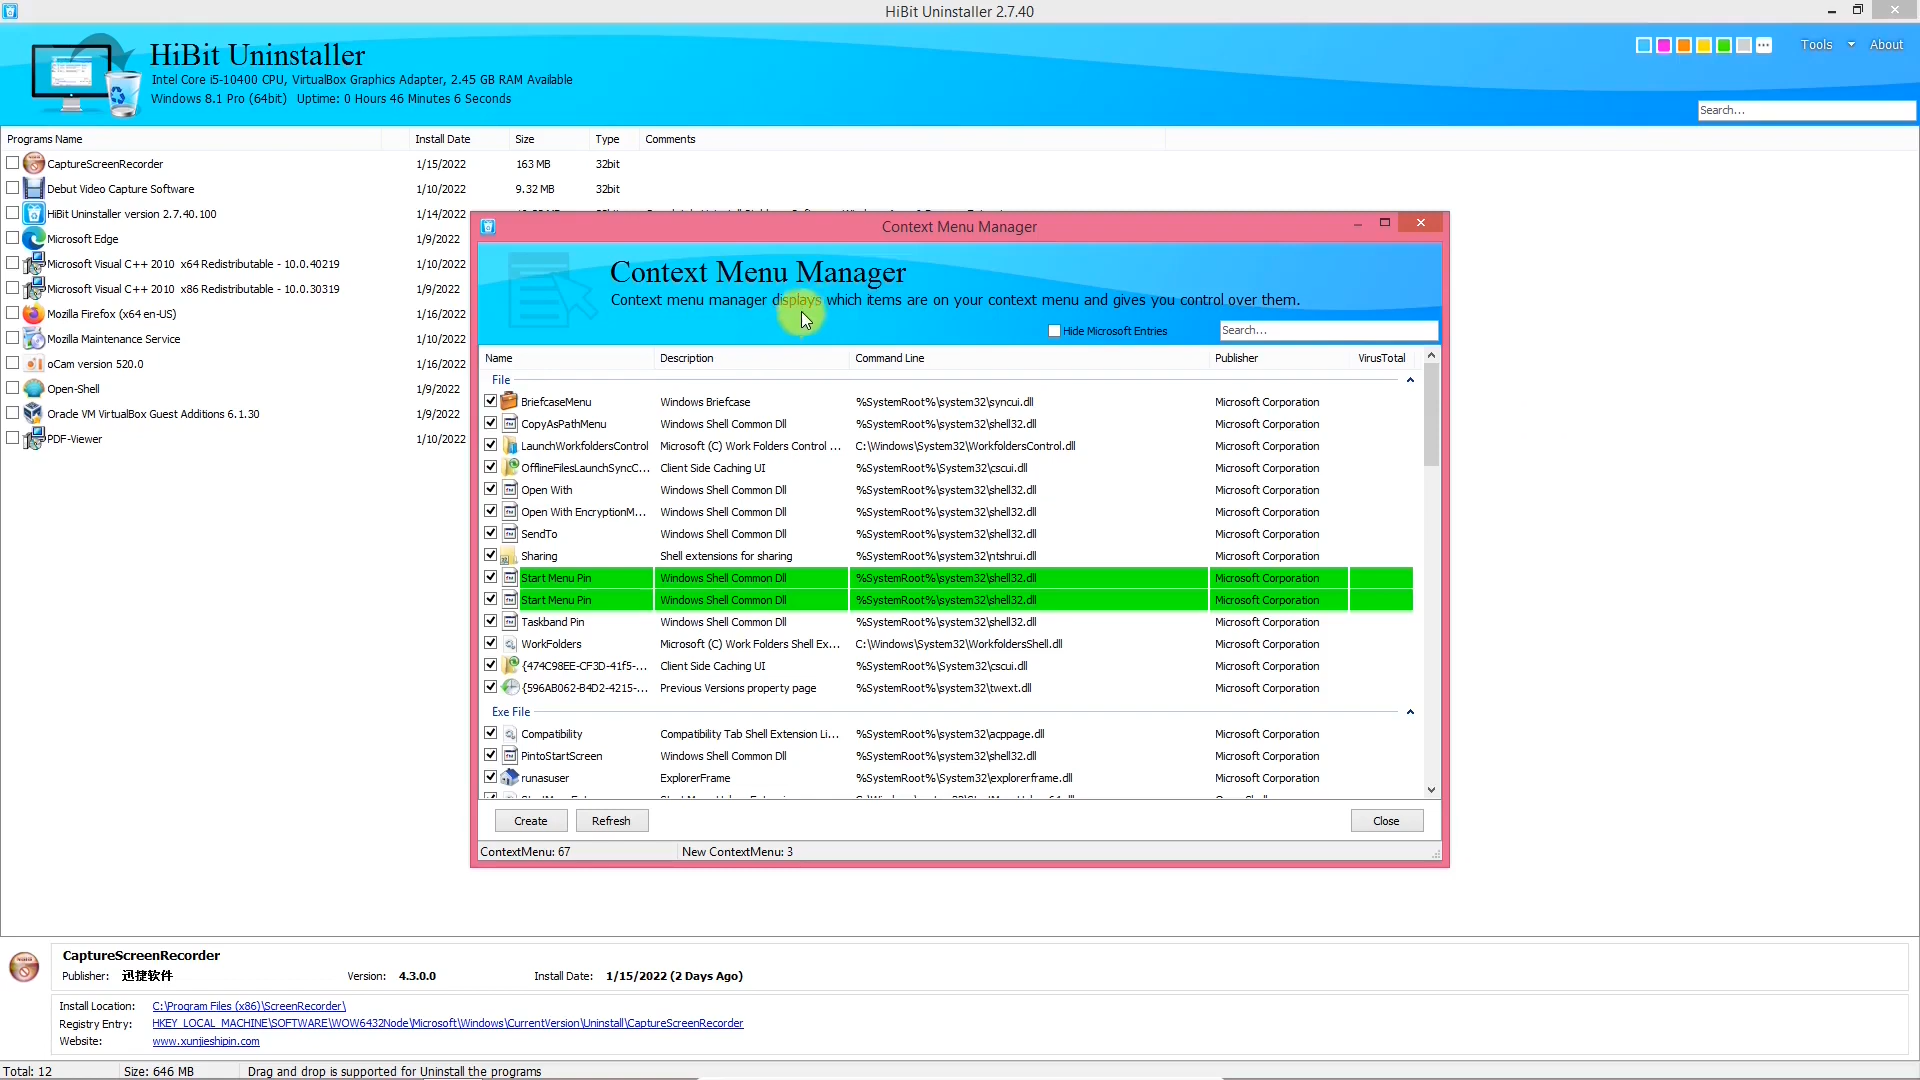 HiBit Uninstaller 2.7.40
HiBit Uninstaller
Intel Core i5-10400 CPU, VirtualBox Graphics Adapter, 2.45 GB RAM Available
Windows 8.1 Pro (64bit) Uptime: 0 Hours 46 Minutes 6 Seconds
Tools About
Search...
Programs Name Install Date Size Type Comments
CaptureScreenRecorder 1/15/2022 163 MB 32bit
Debut Video Capture Software 1/10/2022 9.32 MB 32bit
HiBit Uninstaller version 2.7.40.100 1/14/2022
Microsoft Edge 1/9/2022
Microsoft Visual C++ 2010 x64 Redistributable - 10.0.40219 1/10/2022
Microsoft Visual C++ 2010 x86 Redistributable - 10.0.30319 1/9/2022
Mozilla Firefox (x64 en-US) 1/16/2022
Mozilla Maintenance Service 1/10/2022
oCam version 520.0 1/16/2022
Open-Shell 1/9/2022
Oracle VM VirtualBox Guest Additions 6.1.30 1/9/2022
PDF-Viewer 1/10/2022
Context Menu Manager
Context Menu Manager
Context menu manager displays which items are on your context menu and gives you control over them.
Hide Microsoft Entries Search...
Name Description Command Line Publisher VirusTotal
File
BriefcaseMenu Windows Briefcase %SystemRoot%\system32\syncui.dll Microsoft Corporation
CopyAsPathMenu Windows Shell Common Dll %SystemRoot%\system32\shell32.dll Microsoft Corporation
LaunchWorkfoldersControl Microsoft (C) Work Folders Control ... C:\Windows\System32\WorkfoldersControl.dll Microsoft Corporation
OfflineFilesLaunchSyncC... Client Side Caching UI %SystemRoot%\System32\cscui.dll Microsoft Corporation
Open With Windows Shell Common Dll %SystemRoot%\system32\shell32.dll Microsoft Corporation
Open With EncryptionM... Windows Shell Common Dll %SystemRoot%\system32\shell32.dll Microsoft Corporation
SendTo Windows Shell Common Dll %SystemRoot%\system32\shell32.dll Microsoft Corporation
Sharing Shell extensions for sharing %SystemRoot%\system32\ntshrui.dll Microsoft Corporation
Start Menu Pin Windows Shell Common Dll %SystemRoot%\system32\shell32.dll Microsoft Corporation
Start Menu Pin Windows Shell Common Dll %SystemRoot%\system32\shell32.dll Microsoft Corporation
Taskband Pin Windows Shell Common Dll %SystemRoot%\system32\shell32.dll Microsoft Corporation
WorkFolders Microsoft (C) Work Folders Shell Ex... C:\Windows\System32\WorkfoldersShell.dll Microsoft Corporation
{474C98EE-CF3D-41f5-... Client Side Caching UI %SystemRoot%\System32\cscui.dll Microsoft Corporation
{596AB062-B4D2-4215-... Previous Versions property page %SystemRoot%\system32\twext.dll Microsoft Corporation
Exe File
Compatibility Compatibility Tab Shell Extension Li... %SystemRoot%\system32\acppage.dll Microsoft Corporation
PintoStartScreen Windows Shell Common Dll %SystemRoot%\system32\shell32.dll Microsoft Corporation
runasuser ExplorerFrame %SystemRoot%\System32\explorerframe.dll Microsoft Corporation
Create Refresh Close
ContextMenu: 67 New ContextMenu: 3
CaptureScreenRecorder
Publisher: 迅捷软件 Version: 4.3.0.0 Install Date: 1/15/2022 (2 Days Ago)
Install Location: C:\Program Files (x86)\ScreenRecorder\
Registry Entry: HKEY_LOCAL_MACHINE\SOFTWARE\WOW6432Node\Microsoft\Windows\CurrentVersion\Uninstall\CaptureScreenRecorder
Website: www.xunjieshipin.com
Total: 12 Size: 646 MB Drag and drop is supported for Uninstall the programs